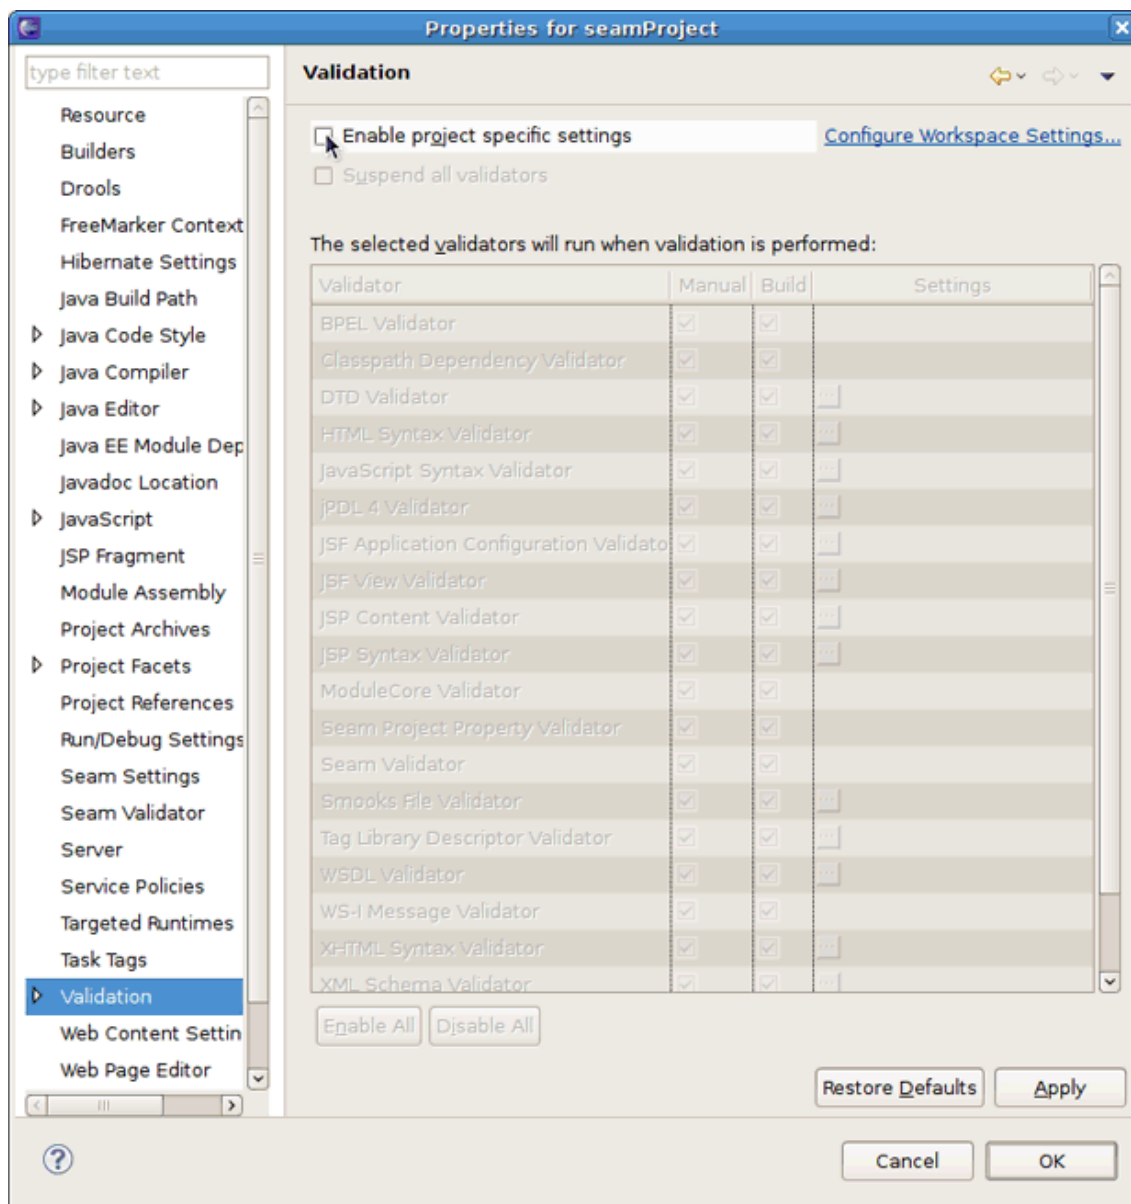 Properties for seamProject
type filter text
Resource
Builders
Drools
FreeMarker Context
Hibernate Settings
Java Build Path
Java Code Style
Java Compiler
Java Editor
Java EE Module Dep
Javadoc Location
JavaScript
JSP Fragment
Module Assembly
Project Archives
Project Facets
Project References
Run/Debug Settings
Seam Settings
Seam Validator
Server
Service Policies
Targeted Runtimes
Task Tags
Validation
Web Content Settin
Web Page Editor
Validation
Enable project specific settings Configure Workspace Settings...
Suspend all validators
The selected validators will run when validation is performed:
Validator Manual Build Settings
BPEL Validator
Classpath Dependency Validator
DTD Validator ...
HTML Syntax Validator ...
JavaScript Syntax Validator ...
jPDL 4 Validator ...
JSF Application Configuration Validato ...
JSF View Validator ...
JSP Content Validator ...
JSP Syntax Validator ...
ModuleCore Validator
Seam Project Property Validator
Seam Validator
Smooks File Validator ...
Tag Library Descriptor Validator ...
WSDL Validator ...
WS-I Message Validator
XHTML Syntax Validator ...
XML Schema Validator ...
Enable All Disable All
Restore Defaults Apply
? Cancel OK